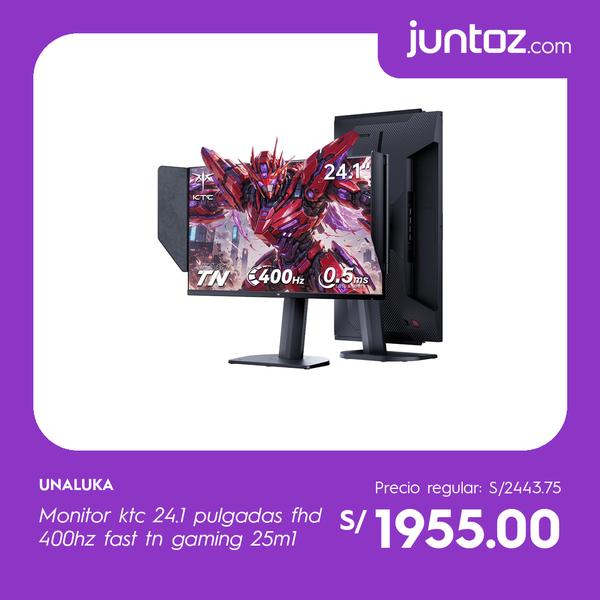 juntoz.com
KTC
24.1"
TN
400Hz
0.5ms
UNALUKA
Monitor ktc 24.1 pulgadas fhd
400hz fast tn gaming 25m1
Precio regular: S/2443.75
S/ 1955.00